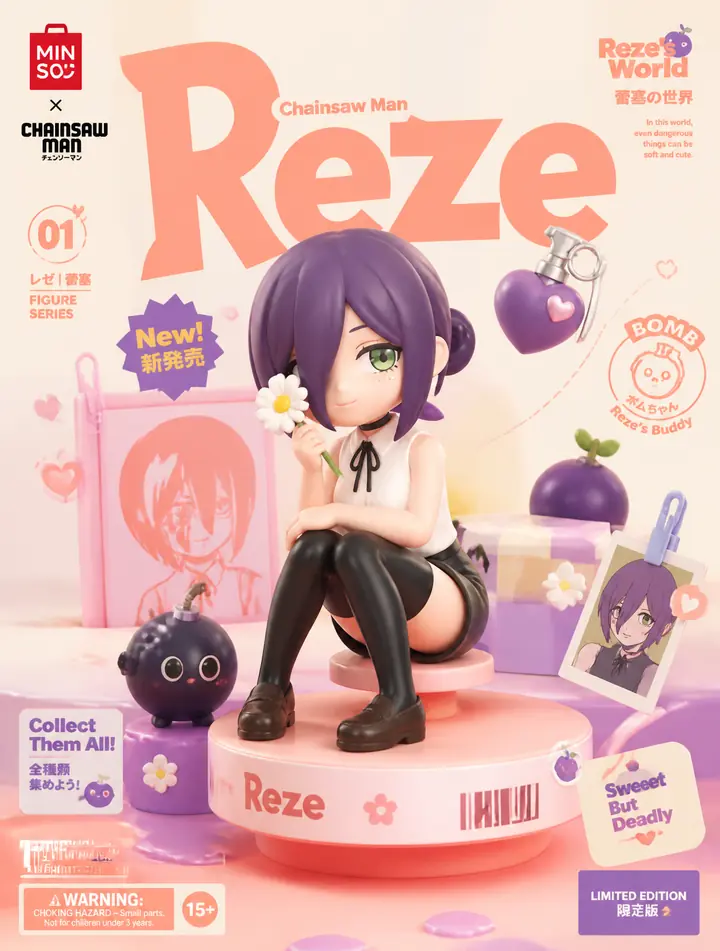 MIN
SO
×
CHAINSAW
MAN
チェンソーマン
Chainsaw Man
Reze
Reze's
World
蕾塞の世界
In this world,
even dangerous
things can be
soft and cute.
01
レゼ | 蕾塞
FIGURE
SERIES
New!
新発売
BOMB
ボムちゃん
Reze's Buddy
Collect
Them All!
全種類
集めよう!
Reze
Sweeet
But
Deadly
WARNING:
CHOKING HAZARD – Small parts.
Not for children under 3 years.
15+
LIMITED EDITION
限定版